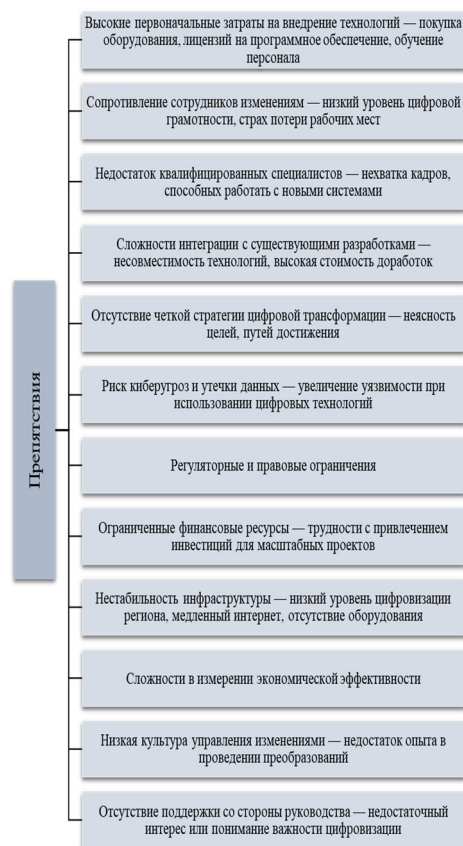 Высокие первоначальные затраты на внедрение технологий — покупка
оборудования, лицензий на программное обеспечение, обучение
персонала
Сопротивление сотрудников изменениям — низкий уровень цифровой
грамотности, страх потери рабочих мест
Недостаток квалифицированных специалистов — нехватка кадров,
способных работать с новыми системами
Сложности интеграции с существующими разработками —
несовместимость технологий, высокая стоимость доработок
Отсутствие четкой стратегии цифровой трансформации — неясность
целей, путей достижения
Препятствия
Риск киберугроз и утечки данных — увеличение уязвимости при
использовании цифровых технологий
Регуляторные и правовые ограничения
Ограниченные финансовые ресурсы — трудности с привлечением
инвестиций для масштабных проектов
Нестабильность инфраструктуры — низкий уровень цифровизации
региона, медленный интернет, отсутствие оборудования
Сложности в измерении экономической эффективности
Низкая культура управления изменениями — недостаток опыта в
проведении преобразований
Отсутствие поддержки со стороны руководства — недостаточный
интерес или понимание важности цифровизации